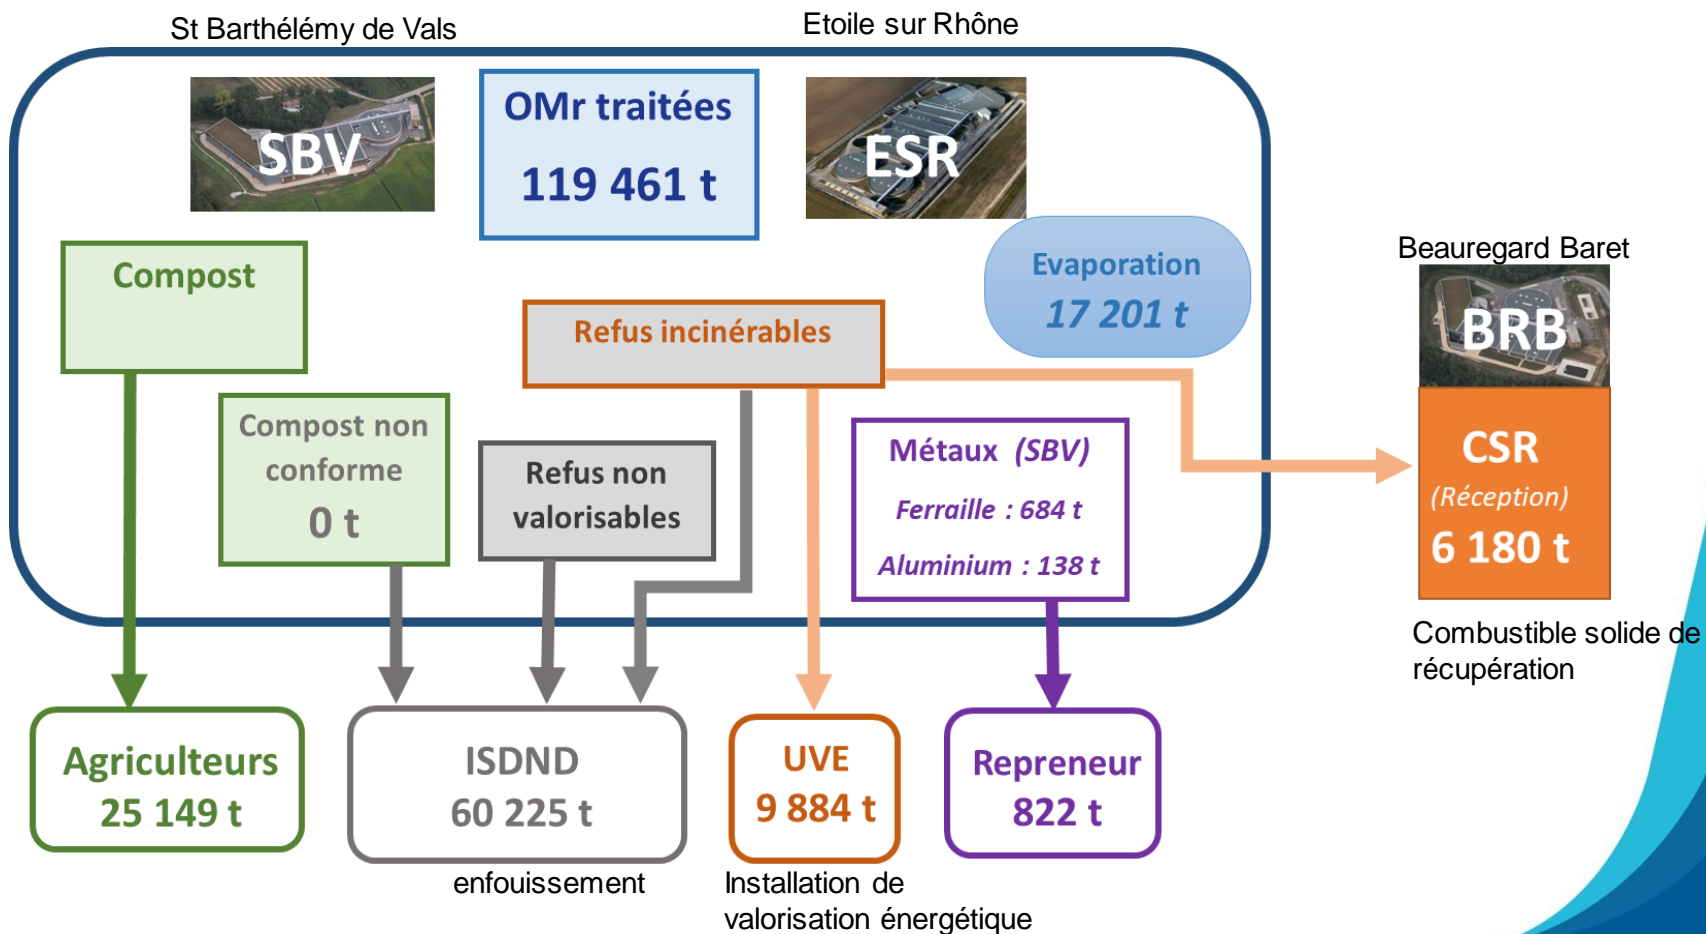 St Barthélémy de Vals
Etoile sur Rhône
SBV
OMr traitées
119 461 t
ESR
Compost
Refus incinérables
Evaporation
17 201 t
Beauregard Baret
BRB
Compost non
conforme
0 t
Refus non
valorisables
Métaux (SBV)
Ferraille : 684 t
Aluminium : 138 t
CSR
(Réception)
6 180 t
Combustible solide de
récupération
Agriculteurs
25 149 t
ISDND
60 225 t
UVE
9 884 t
Repreneur
822 t
enfouissement
Installation de
valorisation énergétique